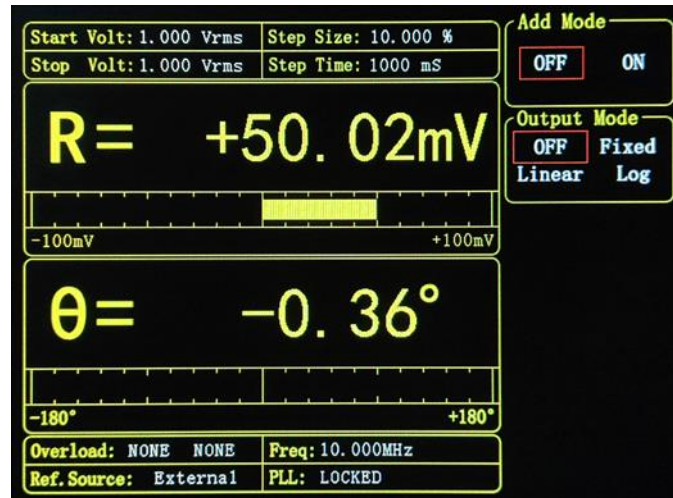 Start Volt: 1.000 Vrms
Step Size: 10.000 %
Stop Volt: 1.000 Vrms
Step Time: 1000 mS
R= +50.02mV
-100mV
+100mV
θ= -0.36°
-180°
+180°
Overload: NONE NONE
Freq: 10.000MHz
Ref.Source: External
PLL: LOCKED
Add Mode
OFF ON
Output Mode
OFF Fixed
Linear Log